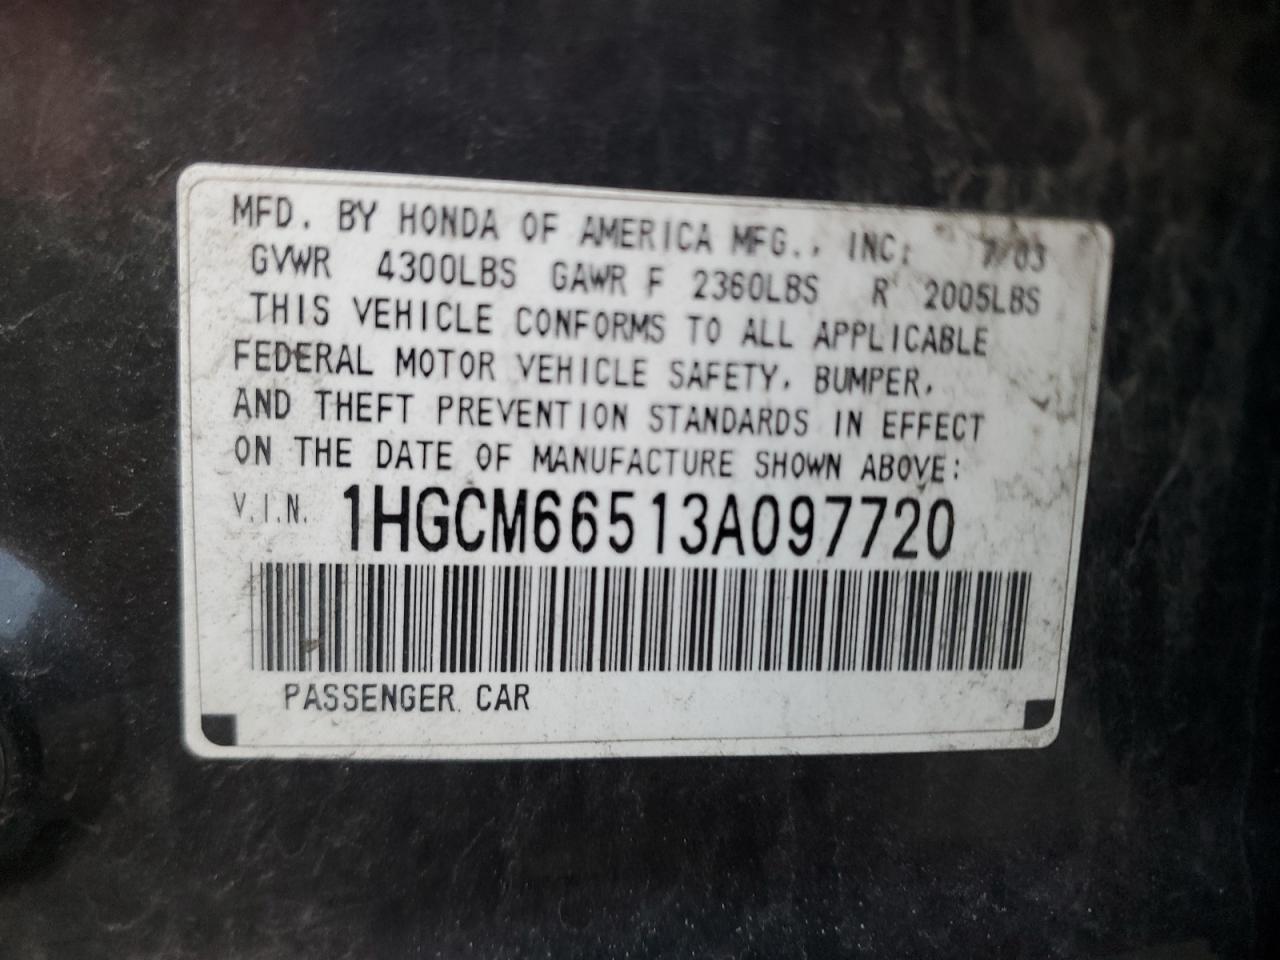 MFD. BY HONDA OF AMERICA MFG., INC. 7/03
GVWR 4300LBS GAWR F 2360LBS R 2005LBS
THIS VEHICLE CONFORMS TO ALL APPLICABLE
FEDERAL MOTOR VEHICLE SAFETY, BUMPER,
AND THEFT PREVENTION STANDARDS IN EFFECT
ON THE DATE OF MANUFACTURE SHOWN ABOVE:
V.I.N. 1HGCM66513A097720
PASSENGER CAR